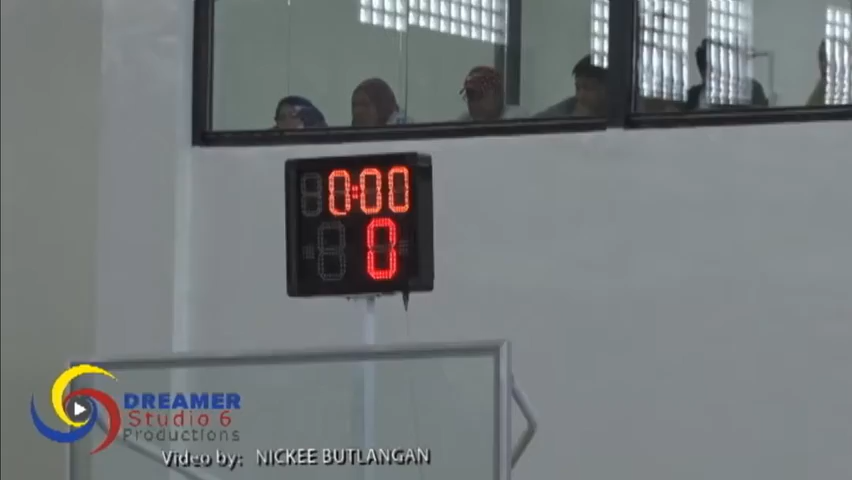 0:00
0
DREAMER
Studio 6
Productions
Video by: NICKEE BUTLANGAN